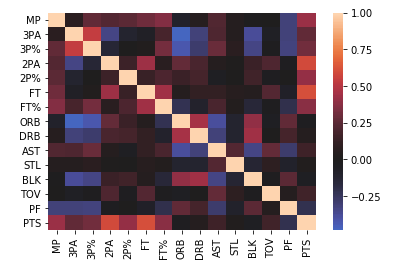 MP
3PA
3P%
2PA
2P%
FT
FT%
ORB
DRB
AST
STL
BLK
TOV
PF
PTS
MP 3PA 3P% 2PA 2P% FT FT% ORB DRB AST STL BLK TOV PF PTS
1.00
0.75
0.50
0.25
0.00
−0.25